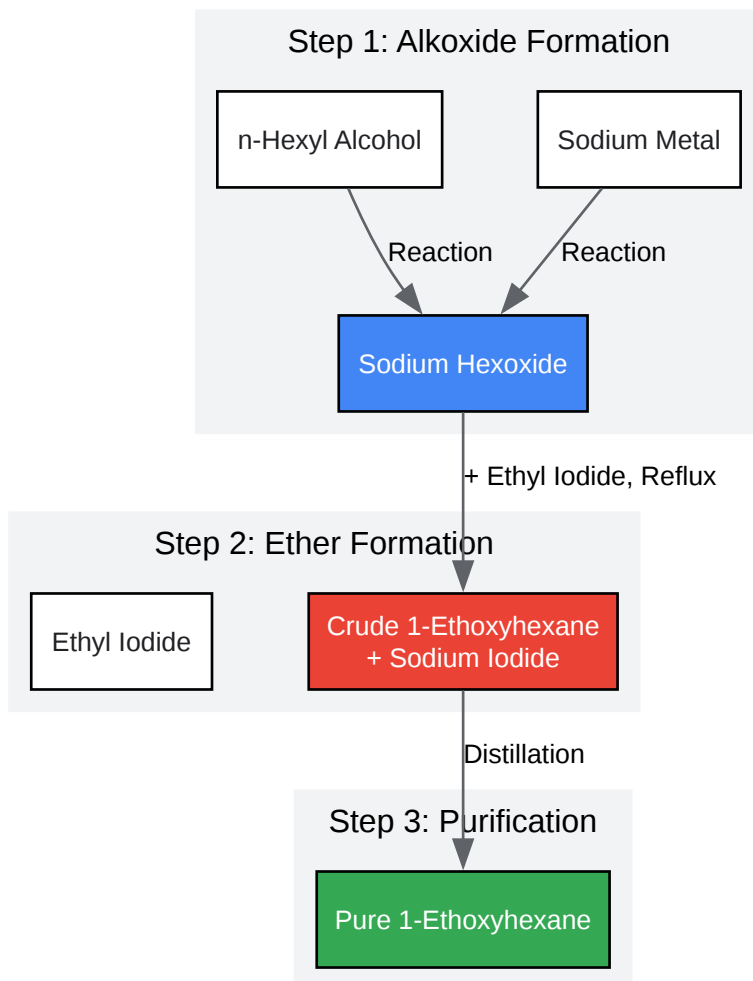 Step 1: Alkoxide Formation
n-Hexyl Alcohol
Sodium Metal
Reaction
Reaction
Sodium Hexoxide
+ Ethyl Iodide, Reflux
Step 2: Ether Formation
Ethyl Iodide
Crude 1-Ethoxyhexane
+ Sodium Iodide
Distillation
Step 3: Purification
Pure 1-Ethoxyhexane